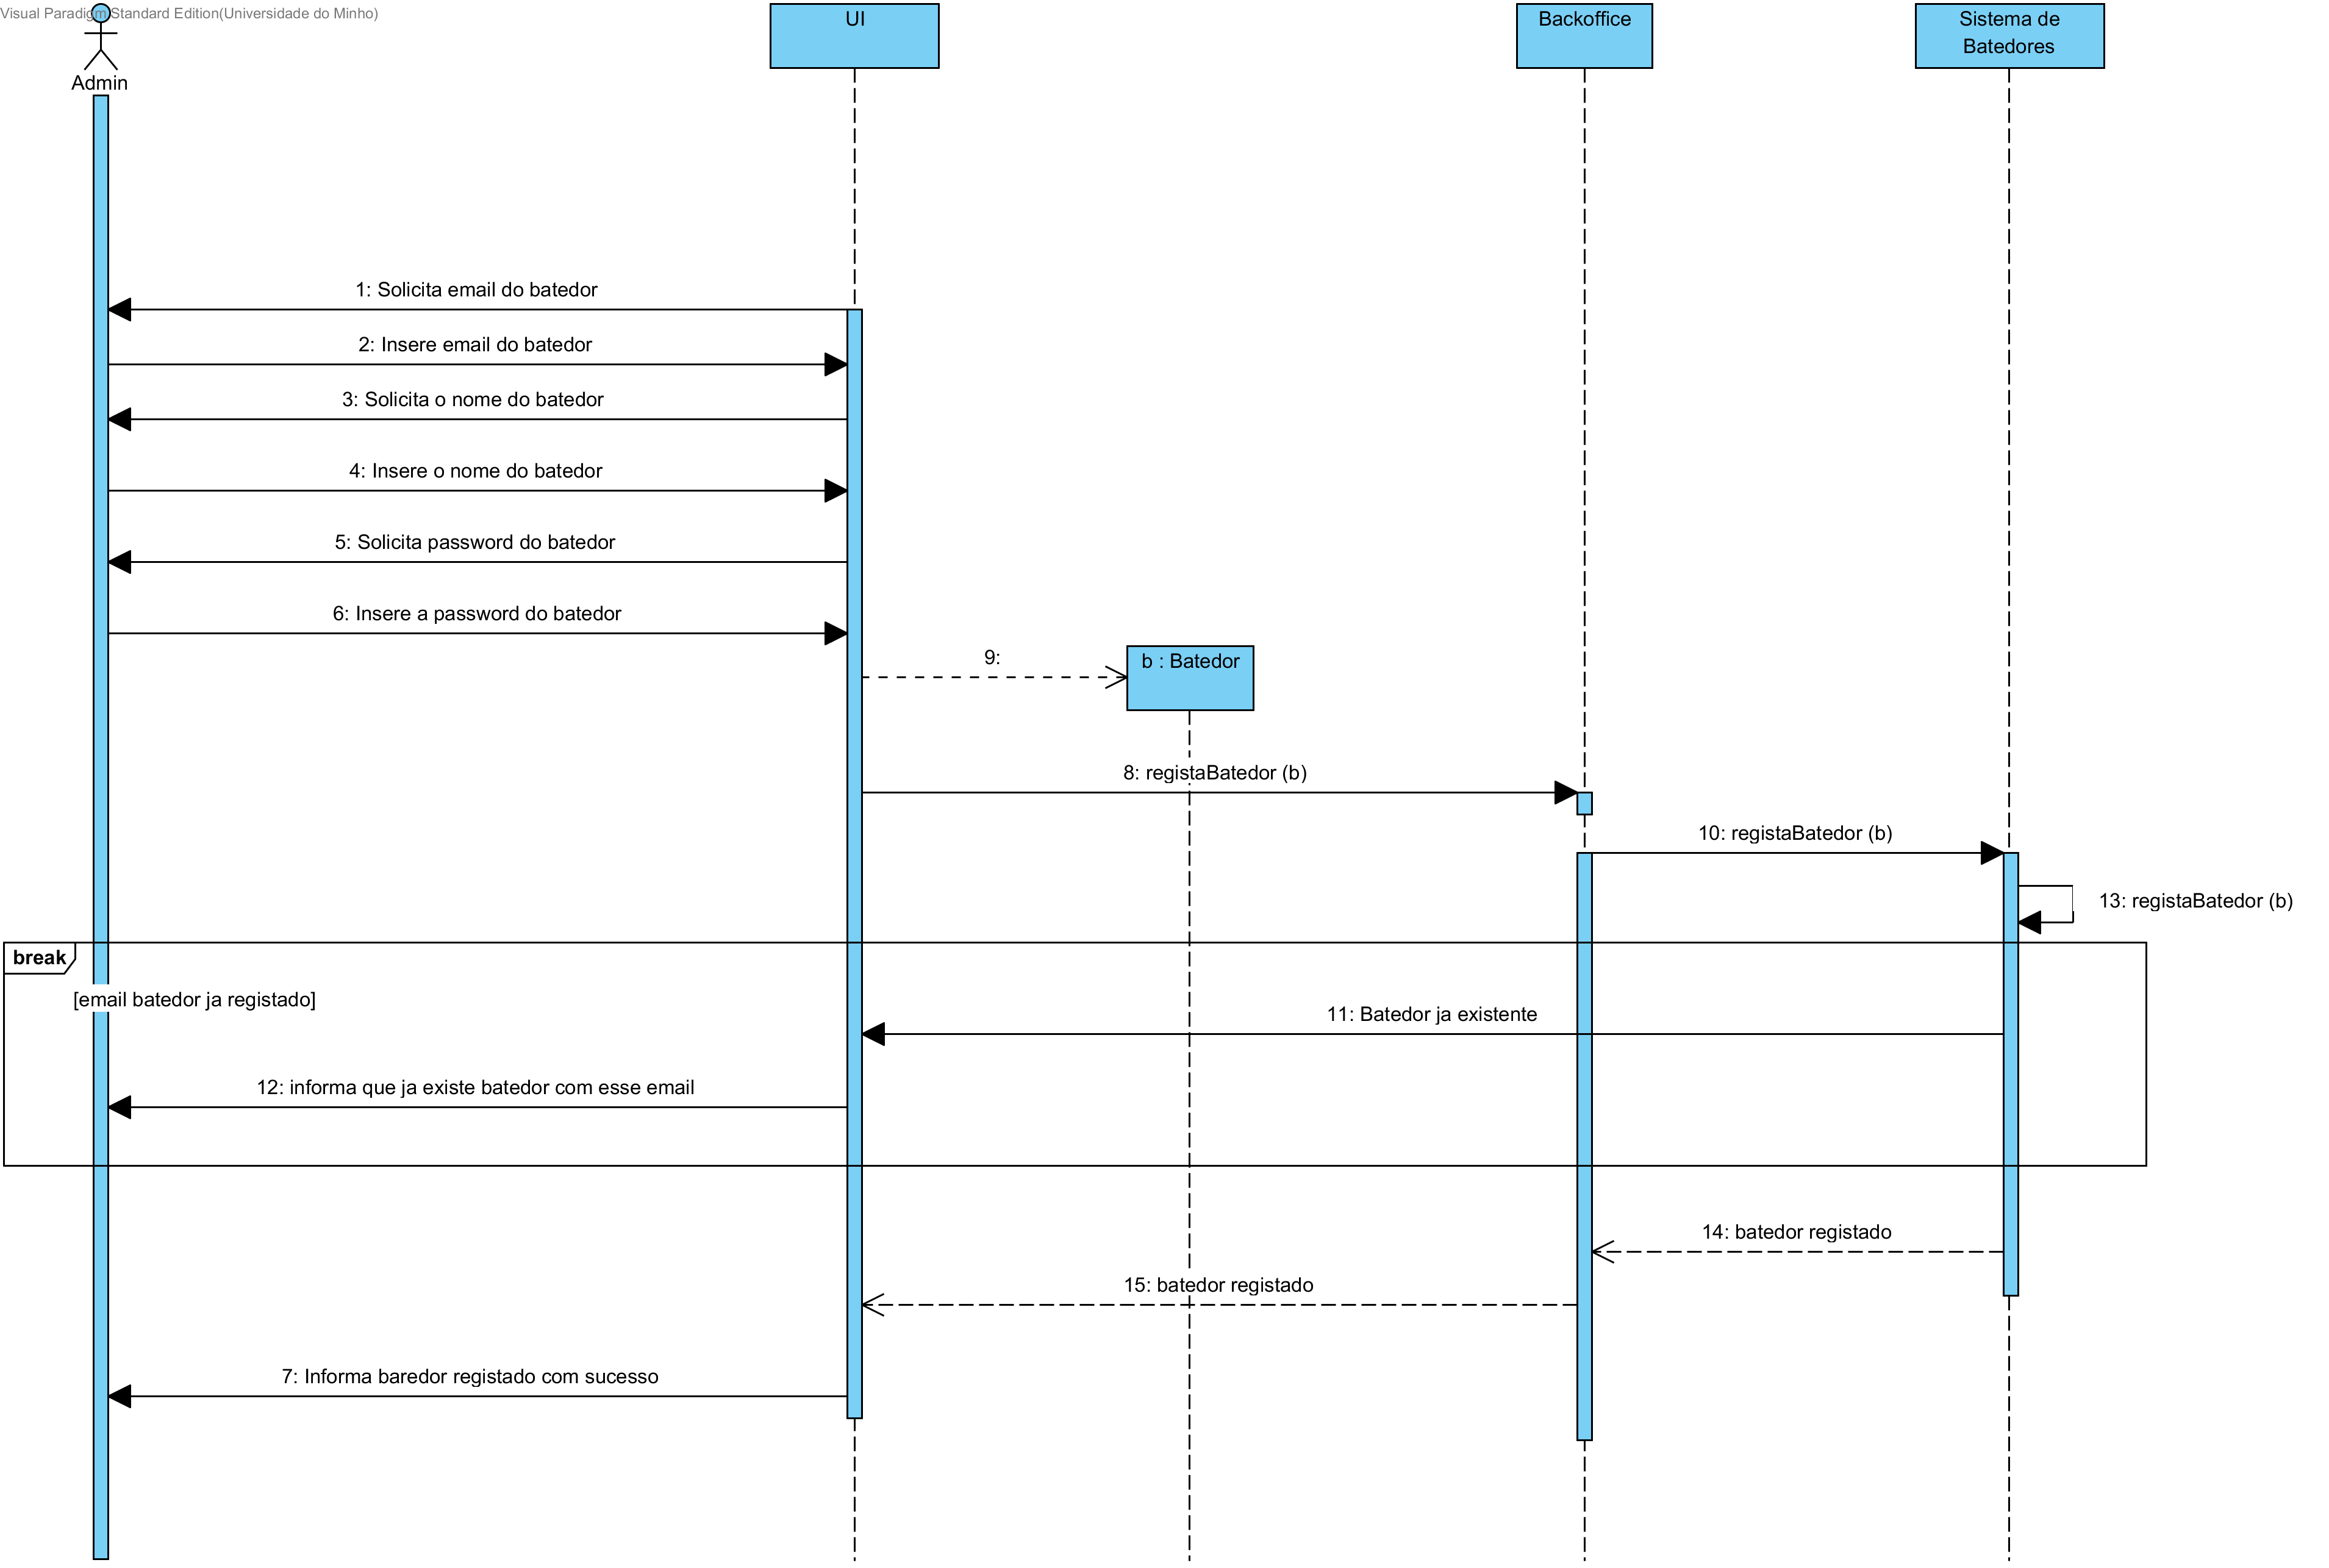 Visual Paradigm Standard Edition(Universidade do Minho)
Admin
UI
Backoffice
Sistema de
Batedores
1: Solicita email do batedor
2: Insere email do batedor
3: Solicita o nome do batedor
4: Insere o nome do batedor
5: Solicita password do batedor
6: Insere a password do batedor
9:
b : Batedor
8: registaBatedor (b)
10: registaBatedor (b)
13: registaBatedor (b)
break
[email batedor ja registado]
11: Batedor ja existente
12: informa que ja existe batedor com esse email
14: batedor registado
15: batedor registado
7: Informa baredor registado com sucesso